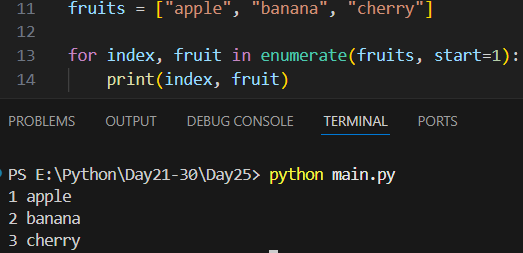 11 fruits = ["apple", "banana", "cherry"]
12
13 for index, fruit in enumerate(fruits, start=1):
14     print(index, fruit)
PROBLEMS OUTPUT DEBUG CONSOLE TERMINAL PORTS
PS E:\Python\Day21-30\Day25> python main.py
1 apple
2 banana
3 cherry